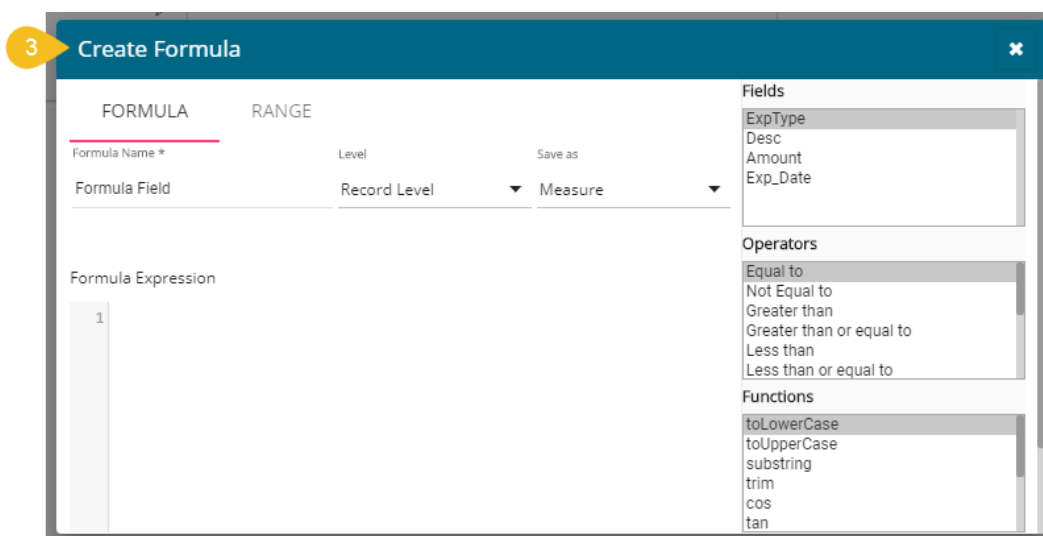 3
Create Formula
FORMULA
RANGE
Formula Name *
Level
Save as
Formula Field
Record Level
Measure
Formula Expression
1
Fields
ExpType
Desc
Amount
Exp_Date
Operators
Equal to
Not Equal to
Greater than
Greater than or equal to
Less than
Less than or equal to
Functions
toLowerCase
toUpperCase
substring
trim
cos
tan